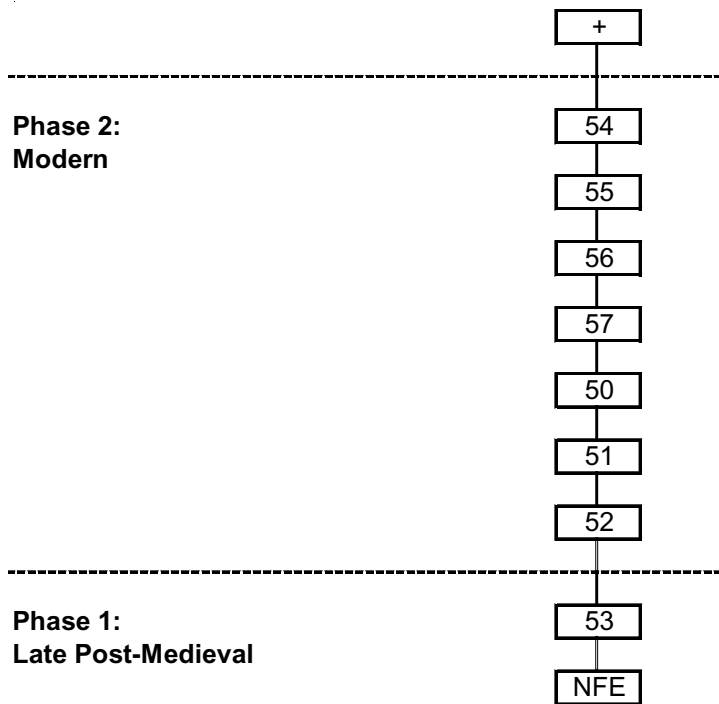 +
Phase 2:
Modern
54
55
56
57
50
51
52
Phase 1:
Late Post-Medieval
53
NFE